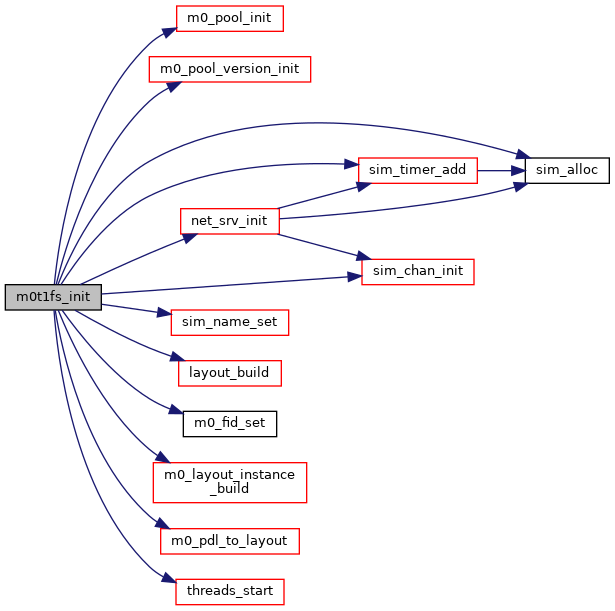 m0_pool_init
m0_pool_version_init
sim_timer_add
sim_alloc
net_srv_init
sim_chan_init
m0t1fs_init
sim_name_set
layout_build
m0_fid_set
m0_layout_instance
_build
m0_pdl_to_layout
threads_start